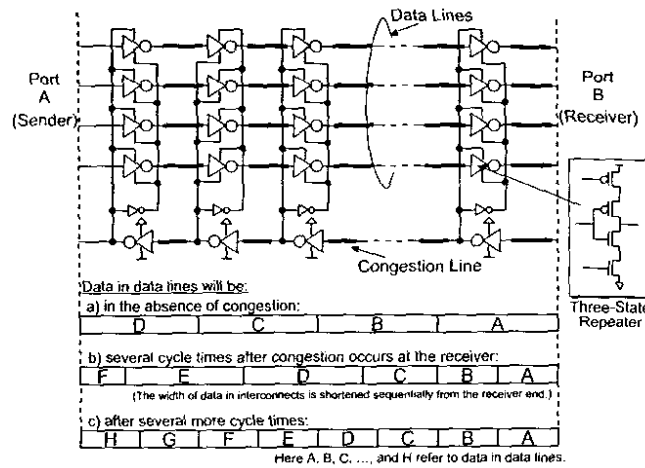 Data Lines
Port
A
(Sender)
Port
B
(Receiver)
Congestion Line
Three-State
Repeater
Data in data lines will be:
a) in the absence of congestion:
D C B A
b) several cycle times after congestion occurs at the receiver:
F E D C B A
(The width of data in interconnects is shortened sequentially from the receiver end.)
c) after several more cycle times:
H G F E D C B A
Here A, B, C, ..., and H refer to data in data lines.